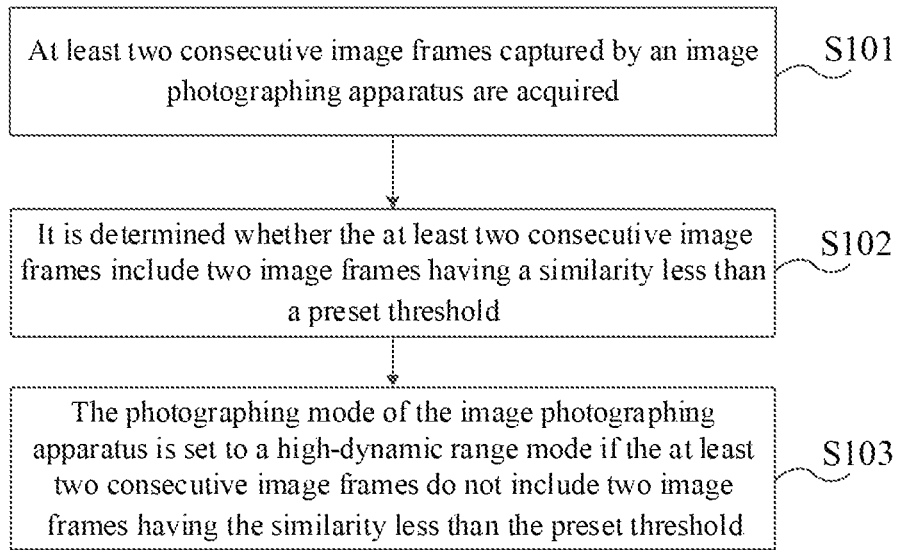 At least two consecutive image frames captured by an image
photographing apparatus are acquired
S101
It is determined whether the at least two consecutive image
frames include two image frames having a similarity less than
a preset threshold
S102
The photographing mode of the image photographing
apparatus is set to a high-dynamic range mode if the at least
two consecutive image frames do not include two image
frames having the similarity less than the preset threshold
S103